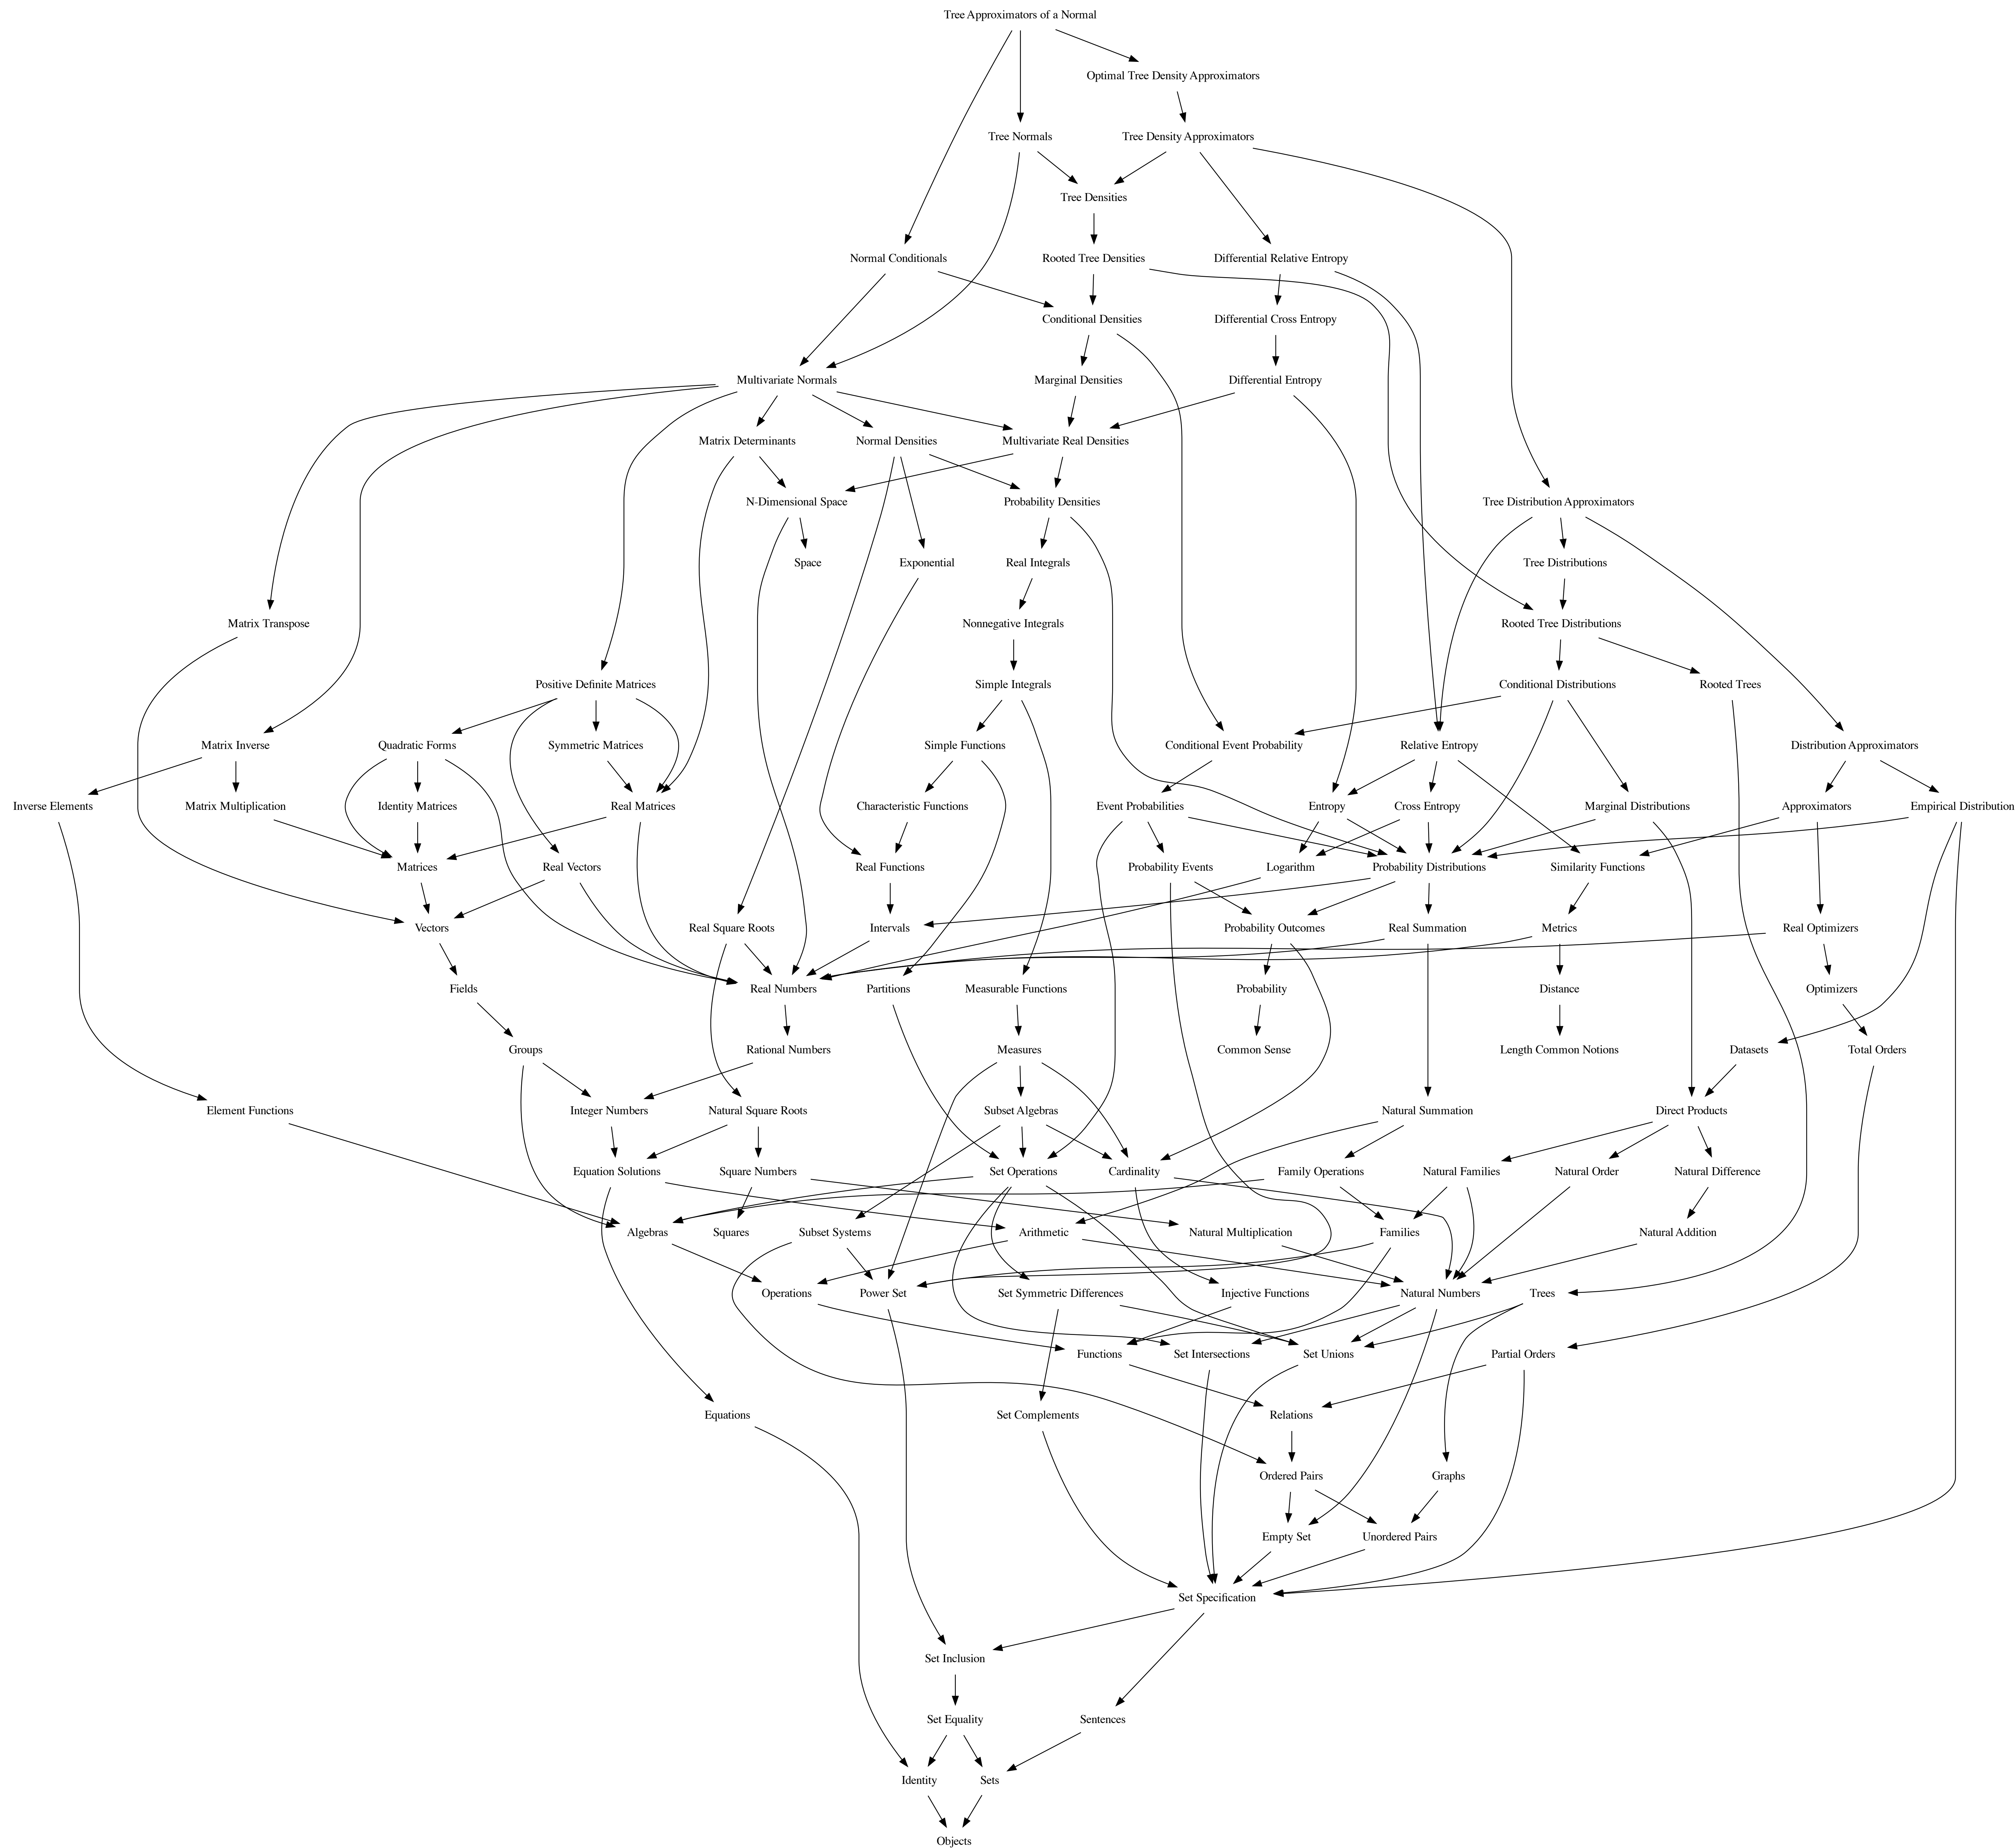 Tree Approximators of a Normal
Optimal Tree Density Approximators
Tree Normals
Tree Density Approximators
Tree Densities
Normal Conditionals
Rooted Tree Densities
Differential Relative Entropy
Conditional Densities
Differential Cross Entropy
Multivariate Normals
Marginal Densities
Differential Entropy
Matrix Determinants
Normal Densities
Multivariate Real Densities
N-Dimensional Space
Probability Densities
Tree Distribution Approximators
Space
Exponential
Real Integrals
Tree Distributions
Matrix Transpose
Nonnegative Integrals
Rooted Tree Distributions
Positive Definite Matrices
Simple Integrals
Conditional Distributions
Rooted Trees
Matrix Inverse
Quadratic Forms
Symmetric Matrices
Simple Functions
Conditional Event Probability
Relative Entropy
Distribution Approximators
Inverse Elements
Matrix Multiplication
Identity Matrices
Real Matrices
Characteristic Functions
Event Probabilities
Entropy
Cross Entropy
Marginal Distributions
Approximators
Empirical Distribution
Matrices
Real Vectors
Real Functions
Probability Events
Logarithm
Probability Distributions
Similarity Functions
Vectors
Real Square Roots
Intervals
Probability Outcomes
Real Summation
Metrics
Real Optimizers
Fields
Real Numbers
Partitions
Measurable Functions
Probability
Distance
Optimizers
Groups
Rational Numbers
Measures
Common Sense
Length Common Notions
Datasets
Total Orders
Element Functions
Integer Numbers
Natural Square Roots
Subset Algebras
Natural Summation
Direct Products
Equation Solutions
Square Numbers
Set Operations
Cardinality
Family Operations
Natural Families
Natural Order
Natural Difference
Algebras
Squares
Subset Systems
Arithmetic
Natural Multiplication
Families
Natural Addition
Operations
Power Set
Set Symmetric Differences
Injective Functions
Natural Numbers
Trees
Functions
Set Intersections
Set Unions
Partial Orders
Equations
Set Complements
Relations
Ordered Pairs
Graphs
Empty Set
Unordered Pairs
Set Specification
Set Inclusion
Set Equality
Sentences
Identity
Sets
Objects